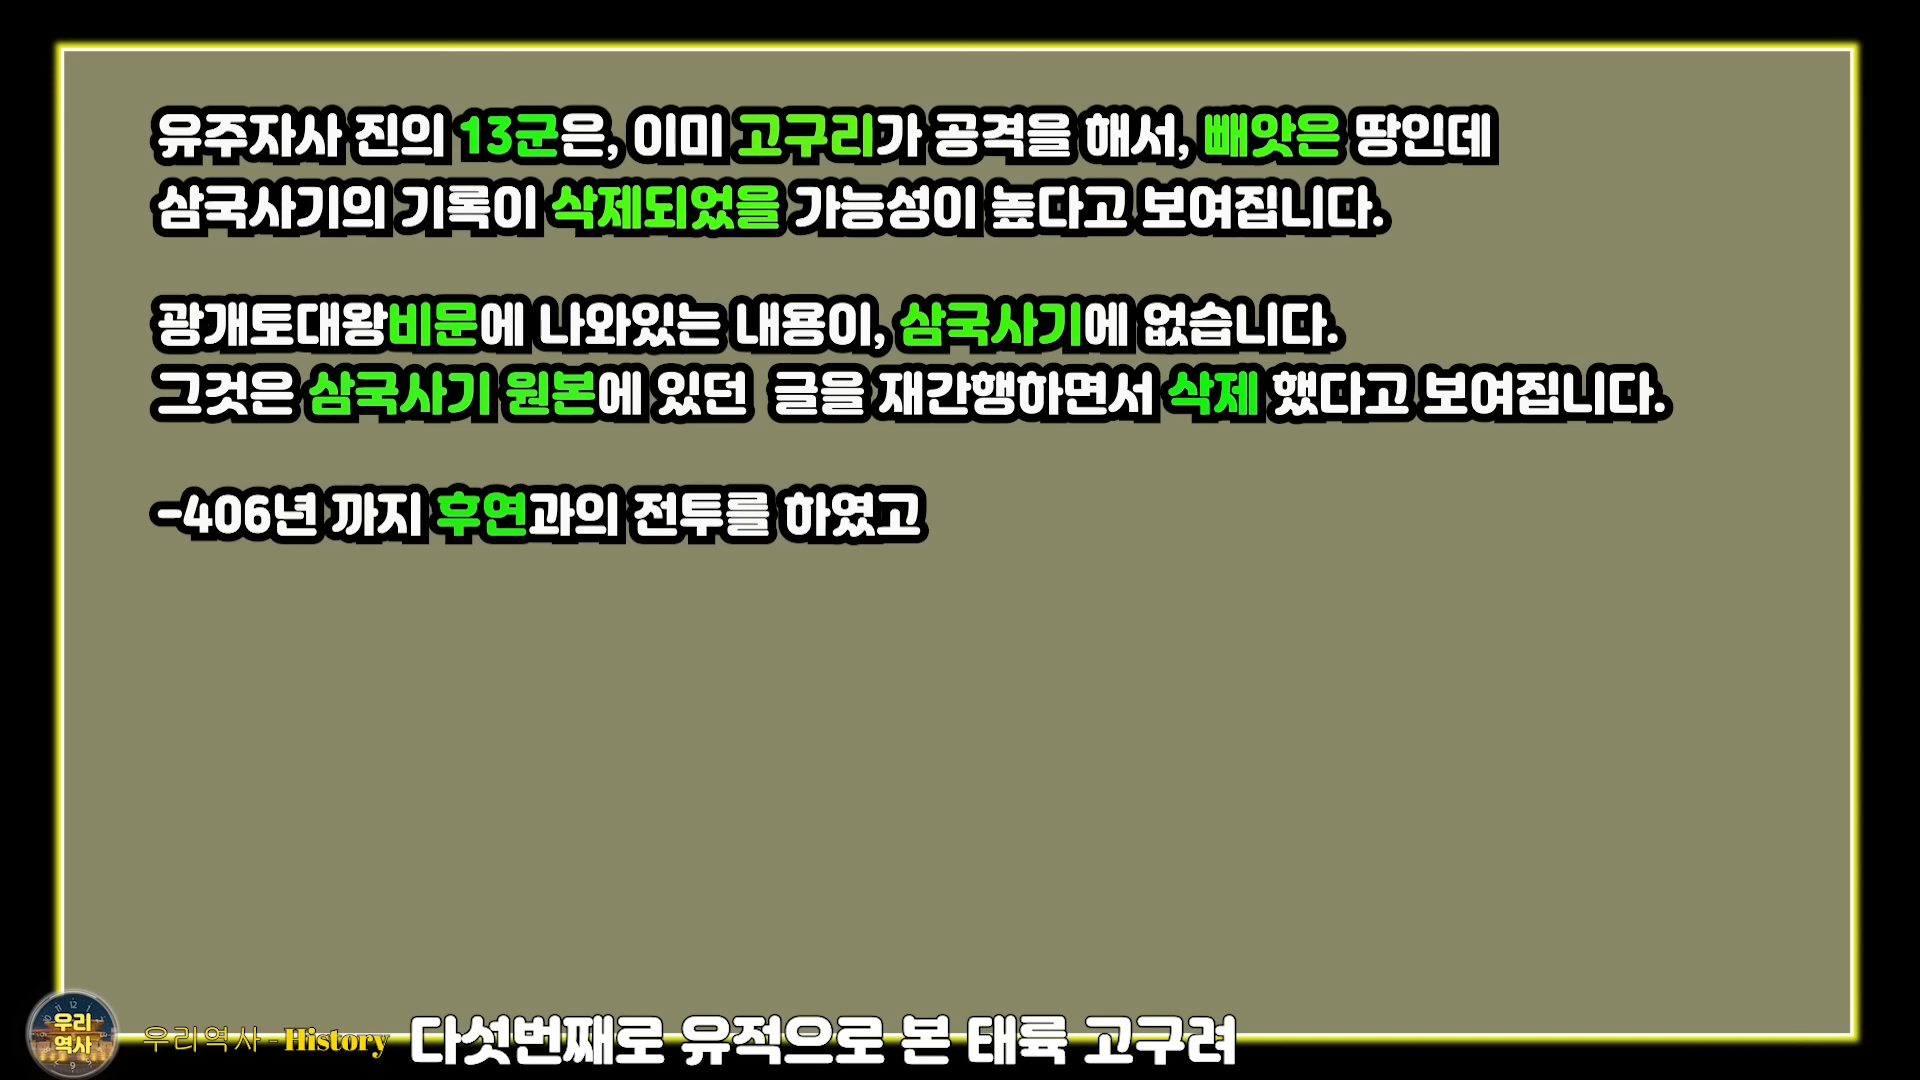 유주자사 진의 13군은, 이미 고구리가 공격을 해서, 빼앗은 땅인데
삼국사기의 기록이 삭제되었을 가능성이 높다고 보여집니다.
광개토대왕비문에 나와있는 내용이, 삼국사기에 없습니다.
그것은 삼국사기 원본에 있던 글을 재간행하면서 삭제 했다고 보여집니다.
-406년 까지 후연과의 전투를 하였고
우리
역사
우리역사 - History
다섯번째로 유적으로 본 태륙 고구려